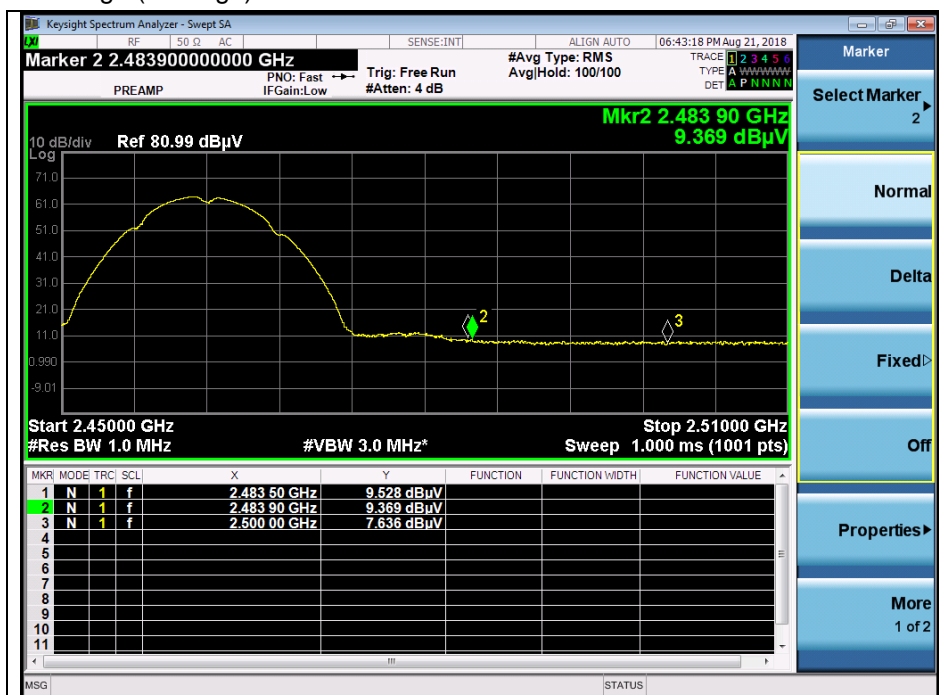 Keysight Spectrum Analyzer - Swept SA
LXI RF 50 Ω AC SENSE:INT ALIGN AUTO 06:43:18 PM Aug 21, 2018
Marker 2 2.483900000000 GHz
PREAMP
PNO: Fast
IFGain:Low
Trig: Free Run
#Atten: 4 dB
#Avg Type: RMS
Avg|Hold: 100/100
TRACE 1 2 3 4 5 6
TYPE A WWWWW
DET A P N N N N
Mkr2 2.483 90 GHz
9.369 dBµV
10 dB/div Ref 80.99 dBµV
Log
71.0
61.0
51.0
41.0
31.0
21.0
11.0
0.990
-9.01
2
3
Start 2.45000 GHz Stop 2.51000 GHz
#Res BW 1.0 MHz #VBW 3.0 MHz* Sweep 1.000 ms (1001 pts)
MKR MODE TRC SCL X Y FUNCTION FUNCTION WIDTH FUNCTION VALUE
1 N 1 f 2.483 50 GHz 9.528 dBµV
2 N 1 f 2.483 90 GHz 9.369 dBµV
3 N 1 f 2.500 00 GHz 7.636 dBµV
4
5
6
7
8
9
10
11
MSG STATUS
Marker
Select Marker
2
Normal
Delta
Fixed
Off
Properties
More
1 of 2